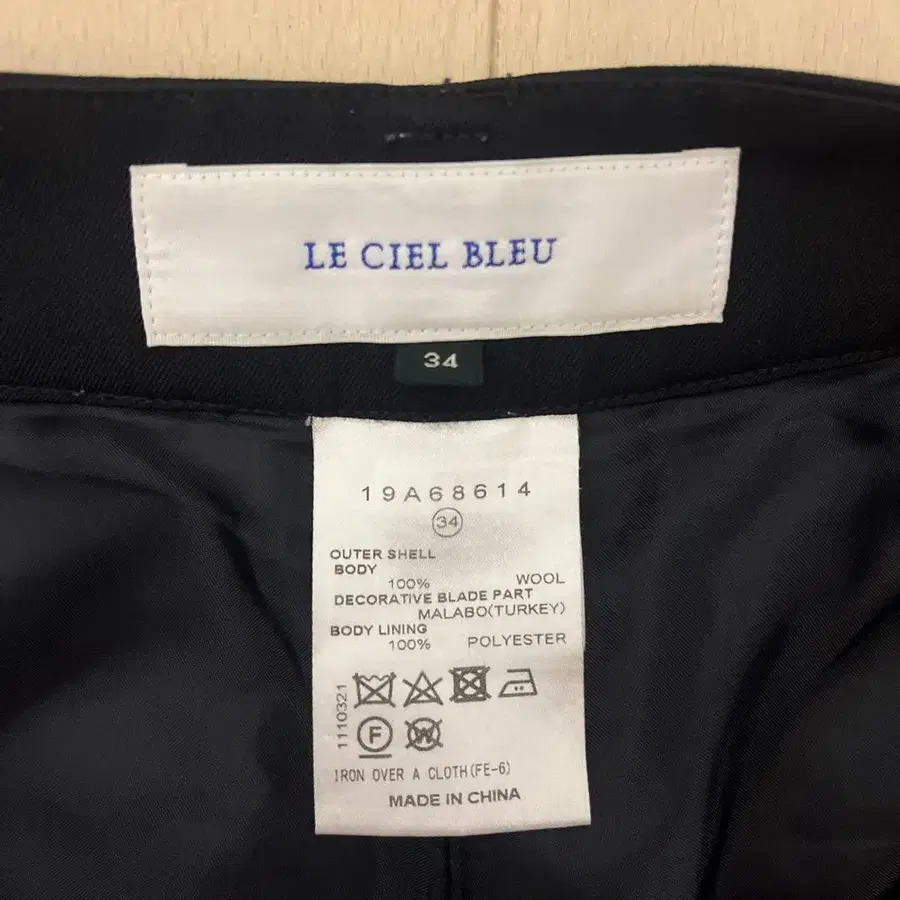 LE CIEL BLEU
34
19A68614
34
OUTER SHELL
BODY
100% WOOL
DECORATIVE BLADE PART
MALABO(TURKEY)
BODY LINING
100% POLYESTER
1110321
F
W
IRON OVER A CLOTH(FE-6)
MADE IN CHINA